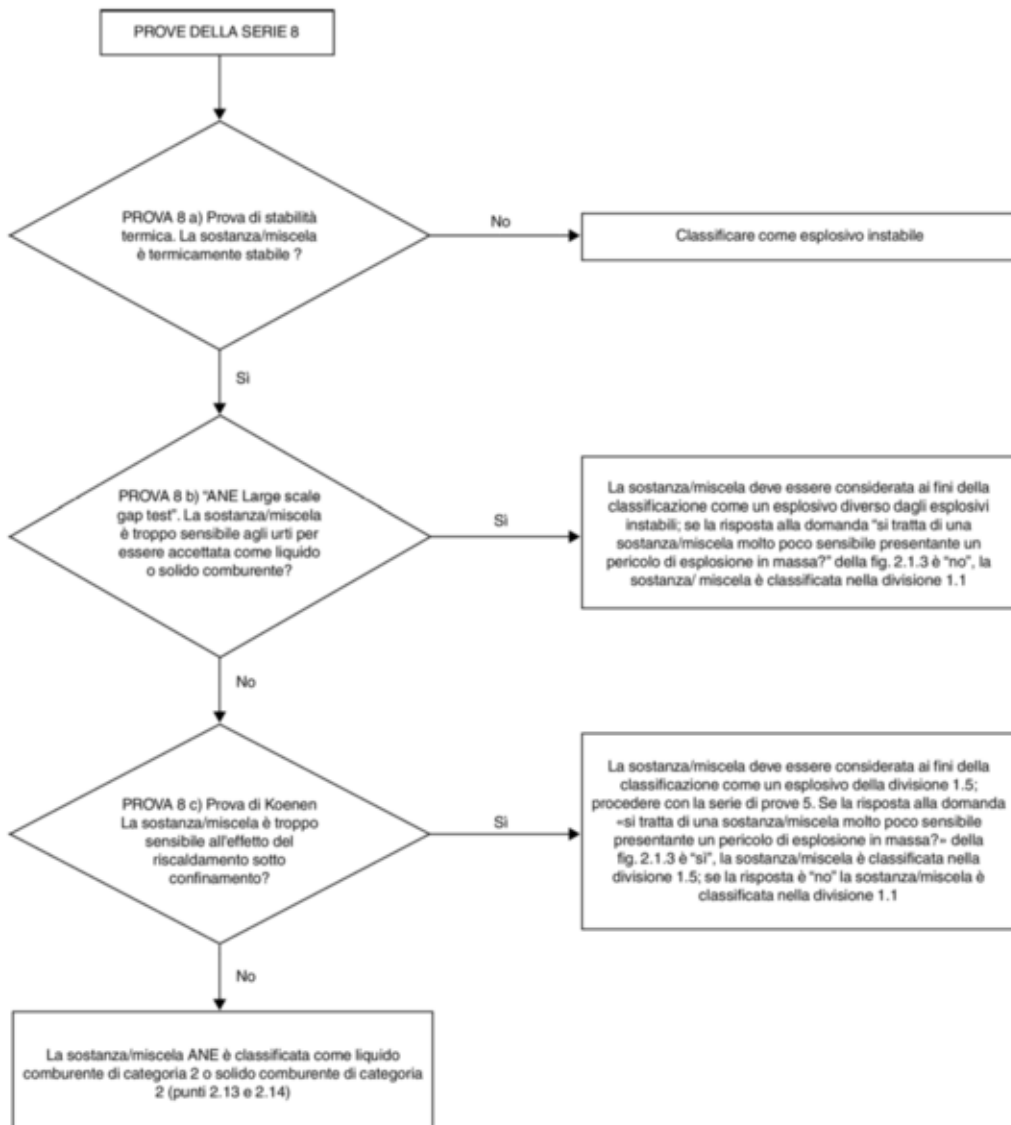 PROVE DELLA SERIE 8
PROVA 8 a) Prova di stabilità
termica. La sostanza/miscela
è termicamente stabile ?
No
Classificare come esplosivo instabile
Sì
PROVA 8 b) “ANE Large scale
gap test”. La sostanza/miscela
è troppo sensibile agli urti per
essere accettata come liquido
o solido comburente?
Sì
La sostanza/miscela deve essere considerata ai fini della
classificazione come un esplosivo diverso dagli esplosivi
instabili; se la risposta alla domanda “si tratta di una
sostanza/miscela molto poco sensibile presentante un
pericolo di esplosione in massa?” della fig. 2.1.3 è “no”, la
sostanza/ miscela è classificata nella divisione 1.1
No
PROVA 8 c) Prova di Koenen
La sostanza/miscela è troppo
sensibile all'effetto del
riscaldamento sotto
confinamento?
Sì
La sostanza/miscela deve essere considerata ai fini della
classificazione come un esplosivo della divisione 1.5;
procedere con la serie di prove 5. Se la risposta alla domanda
«si tratta di una sostanza/miscela molto poco sensibile
presentante un pericolo di esplosione in massa?» della
fig. 2.1.3 è “sì”, la sostanza/miscela è classificata nella
divisione 1.5; se la risposta è “no” la sostanza/miscela è
classificata nella divisione 1.1
No
La sostanza/miscela ANE è classificata come liquido
comburente di categoria 2 o solido comburente di categoria
2 (punti 2.13 e 2.14)